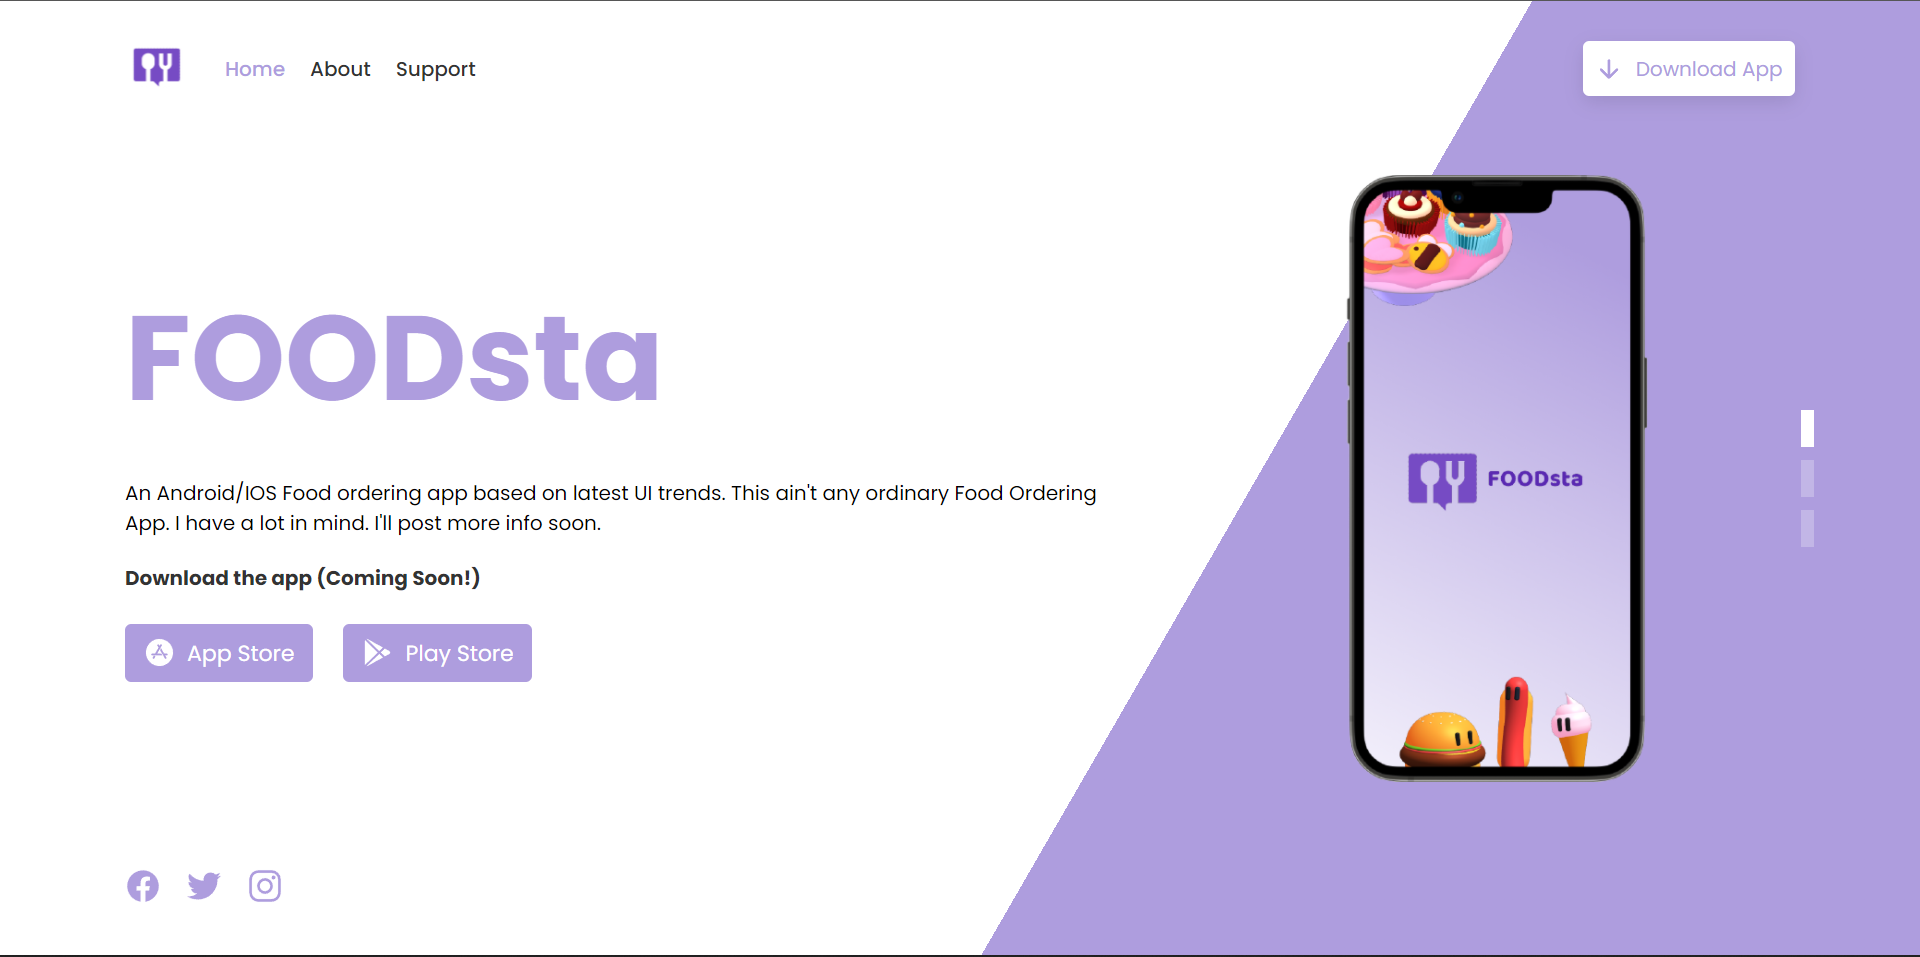 Home About Support
Download App
FOODsta
An Android/IOS Food ordering app based on latest UI trends. This ain't any ordinary Food Ordering
App. I have a lot in mind. I'll post more info soon.
Download the app (Coming Soon!)
App Store
Play Store
FOODsta